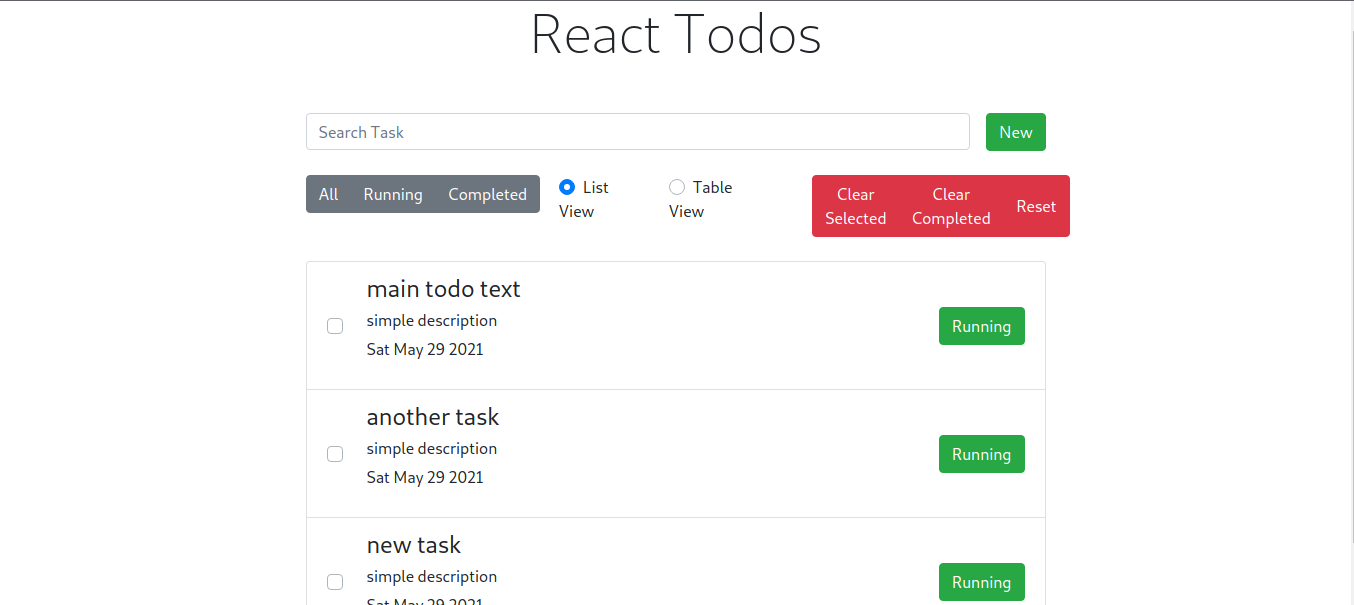 React Todos
Search Task
New
All Running Completed
List View
Table View
Clear Selected
Clear Completed
Reset
main todo text
simple description
Sat May 29 2021
Running
another task
simple description
Sat May 29 2021
Running
new task
simple description
Sat May 29 2021
Running